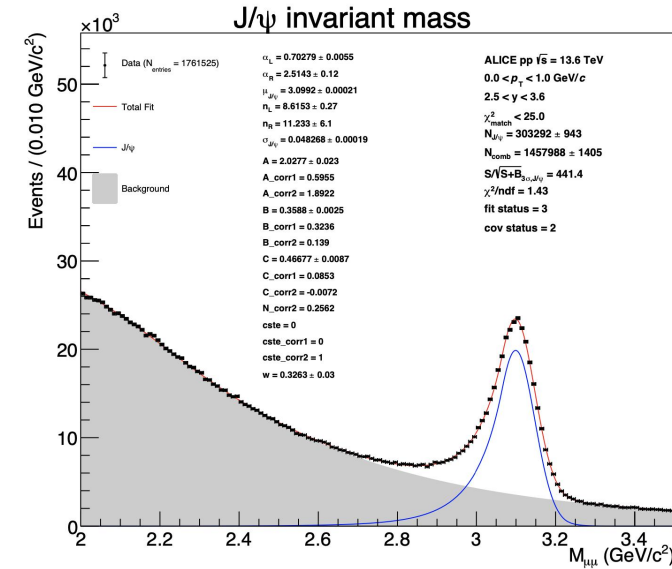 J/ψ invariant mass
×10³
Events / (0.010 GeV/c²)
50
40
30
20
10
0
Data (N_entries = 1761525)
Total Fit
J/ψ
Background
α_L = 0.70279 ± 0.0055
α_R = 2.5143 ± 0.12
μ_J/ψ = 3.0992 ± 0.00021
n_L = 8.6153 ± 0.27
n_R = 11.233 ± 6.1
σ_J/ψ = 0.048268 ± 0.00019
A = 2.0277 ± 0.023
A_corr1 = 0.5955
A_corr2 = 1.8922
B = 0.3588 ± 0.0025
B_corr1 = 0.3236
B_corr2 = 0.139
C = 0.46677 ± 0.0087
C_corr1 = 0.0853
C_corr2 = -0.0072
N_corr2 = 0.2562
cste = 0
cste_corr1 = 0
cste_corr2 = 1
w = 0.3263 ± 0.03
ALICE pp √s = 13.6 TeV
0.0 < p_T < 1.0 GeV/c
2.5 < y < 3.6
χ²_match < 25.0
N_J/ψ = 303292 ± 943
N_comb = 1457988 ± 1405
S/√S+B_3σ,J/ψ = 441.4
χ²/ndf = 1.43
fit status = 3
cov status = 2
2 2.2 2.4 2.6 2.8 3 3.2 3.4
M_μμ (GeV/c²)